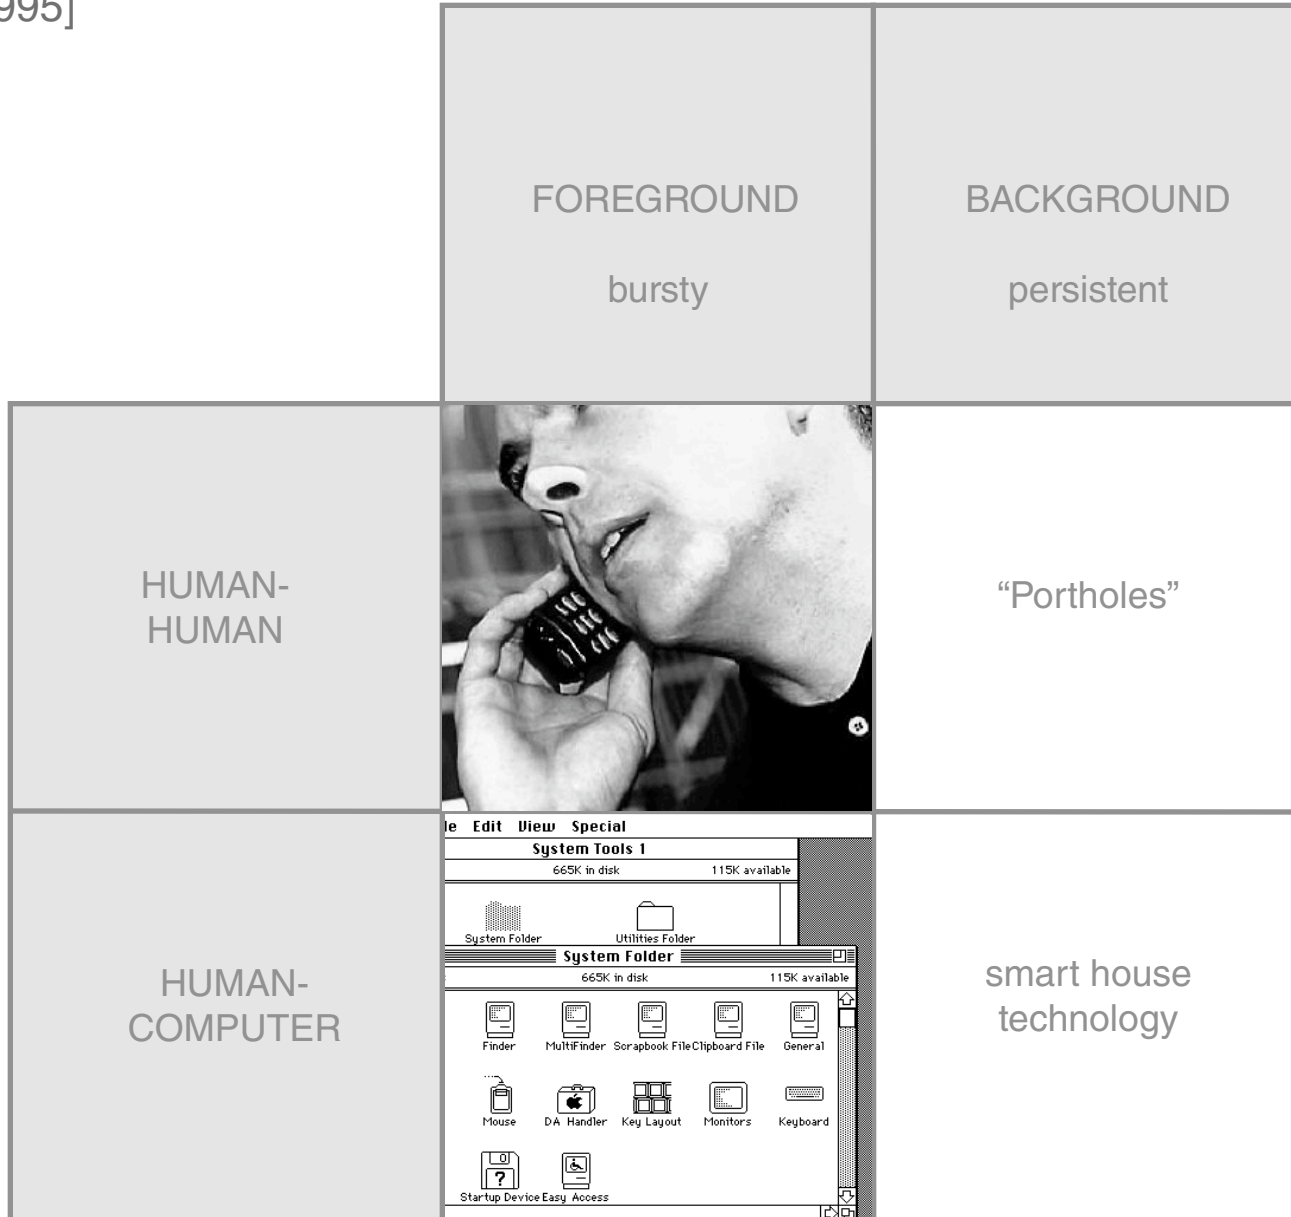 995]
FOREGROUND
bursty
BACKGROUND
persistent
HUMAN-
HUMAN
“Portholes”
HUMAN-
COMPUTER
le Edit View Special
System Tools 1
665K in disk 115K available
System Folder Utilities Folder
System Folder
665K in disk 115K available
Finder MultiFinder Scrapbook File Clipboard File General
Mouse DA Handler Key Layout Monitors Keyboard
?
Startup Device Easy Access
smart house
technology